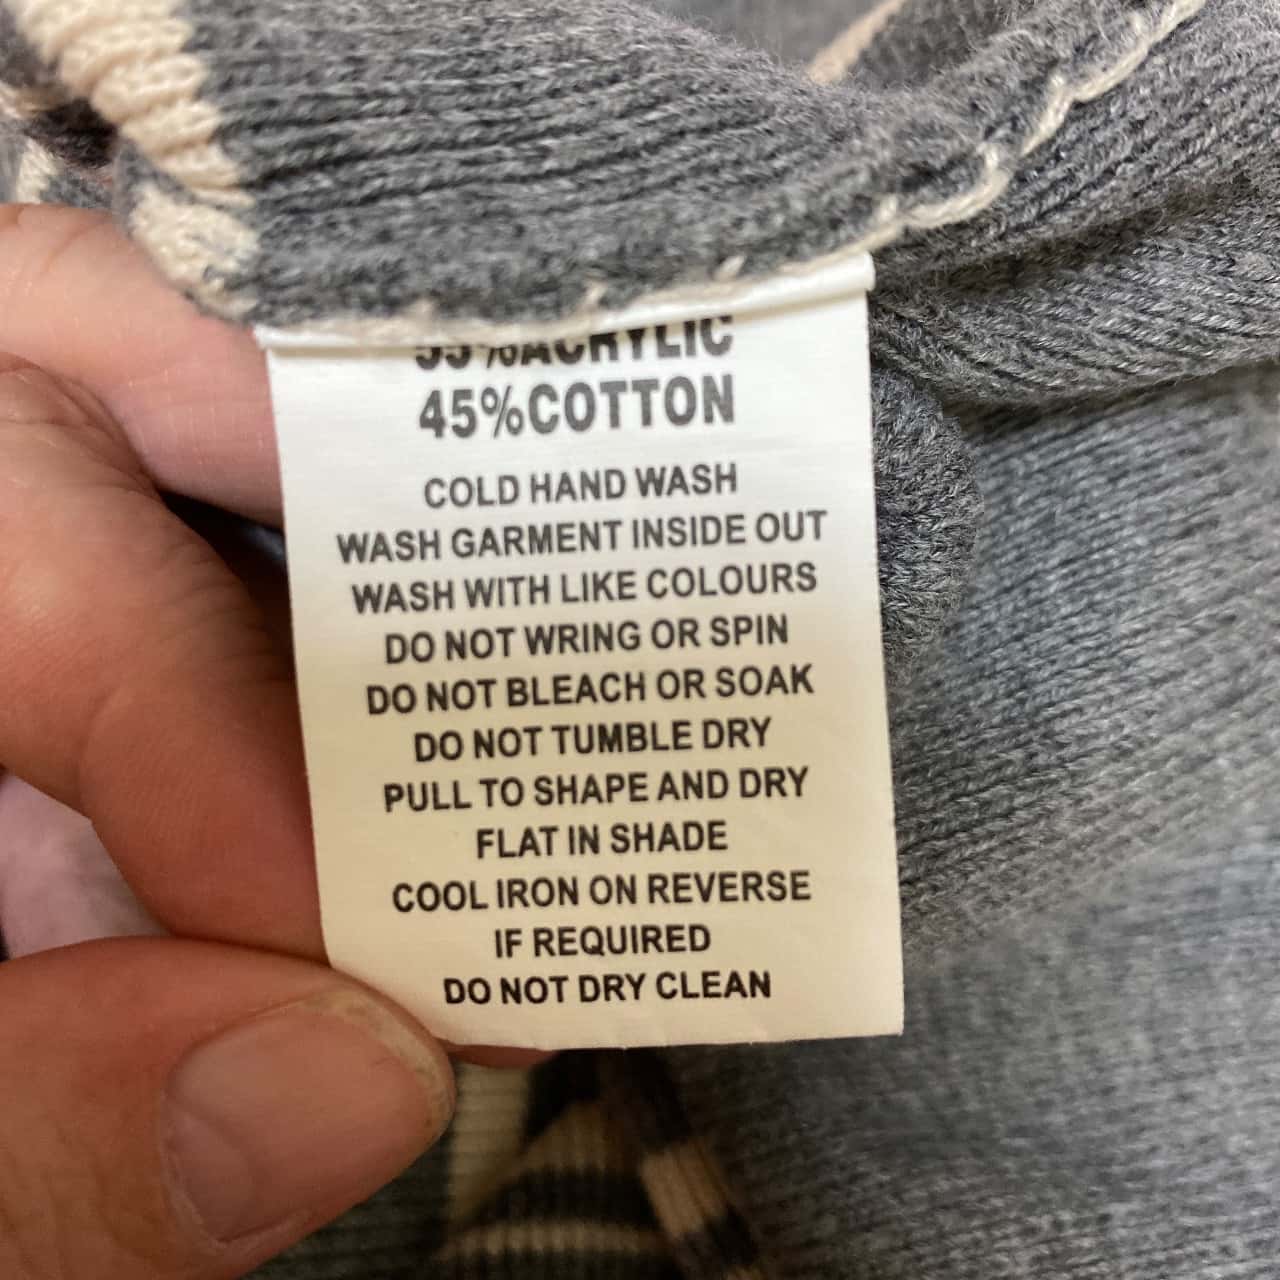 55%ACRYLIC
45%COTTON
COLD HAND WASH
WASH GARMENT INSIDE OUT
WASH WITH LIKE COLOURS
DO NOT WRING OR SPIN
DO NOT BLEACH OR SOAK
DO NOT TUMBLE DRY
PULL TO SHAPE AND DRY
FLAT IN SHADE
COOL IRON ON REVERSE
IF REQUIRED
DO NOT DRY CLEAN